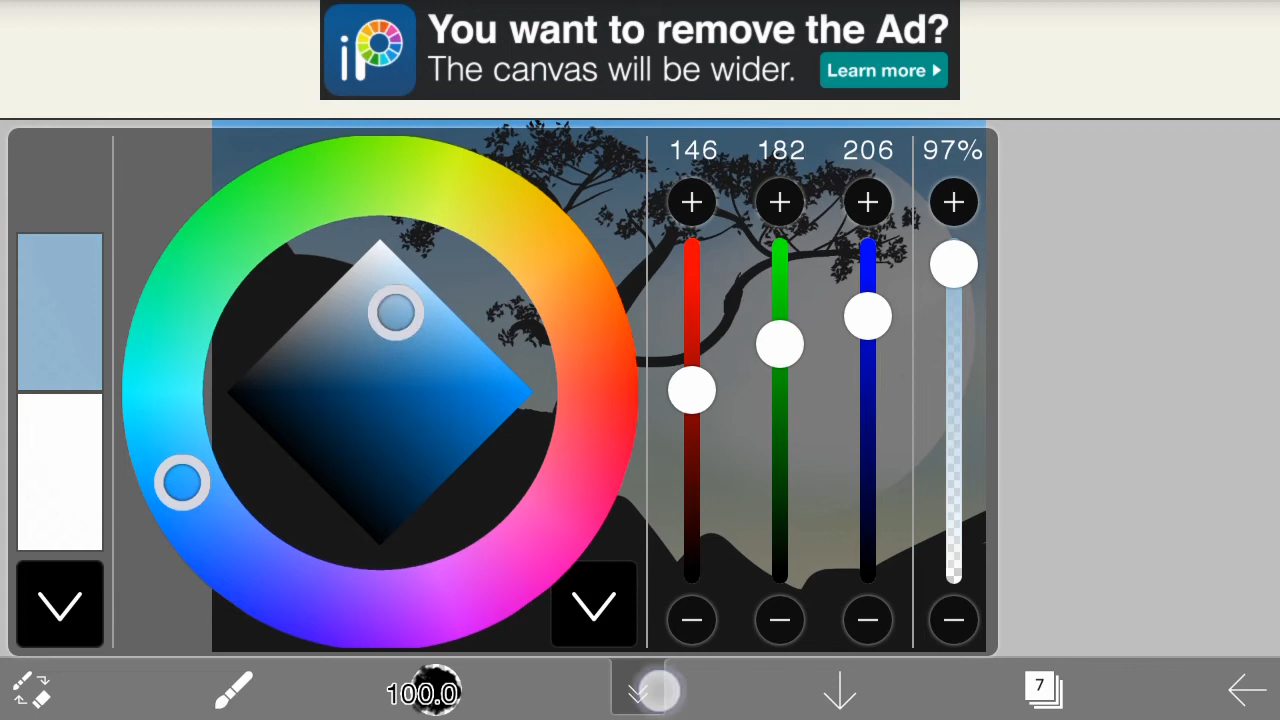 iP
You want to remove the Ad?
The canvas will be wider.
Learn more
146 182 206 97%
100.0
7